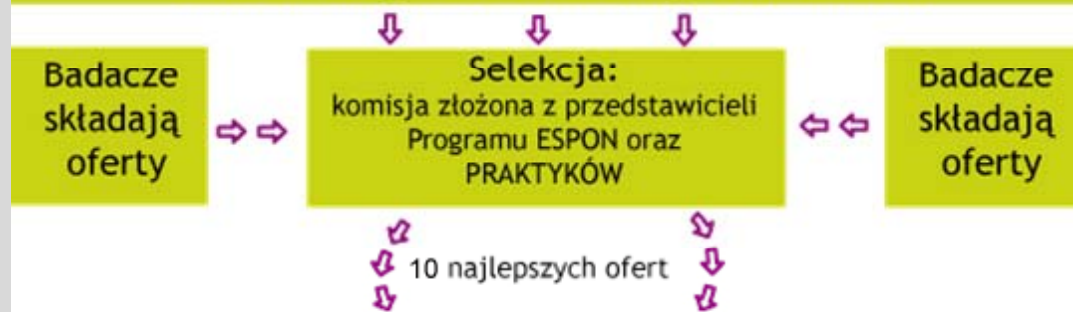 Badacze
składają
oferty
Selekcja:
komisja złożona z przedstawicieli
Programu ESPON oraz
PRAKTYKÓW
Badacze
składają
oferty
10 najlepszych ofert